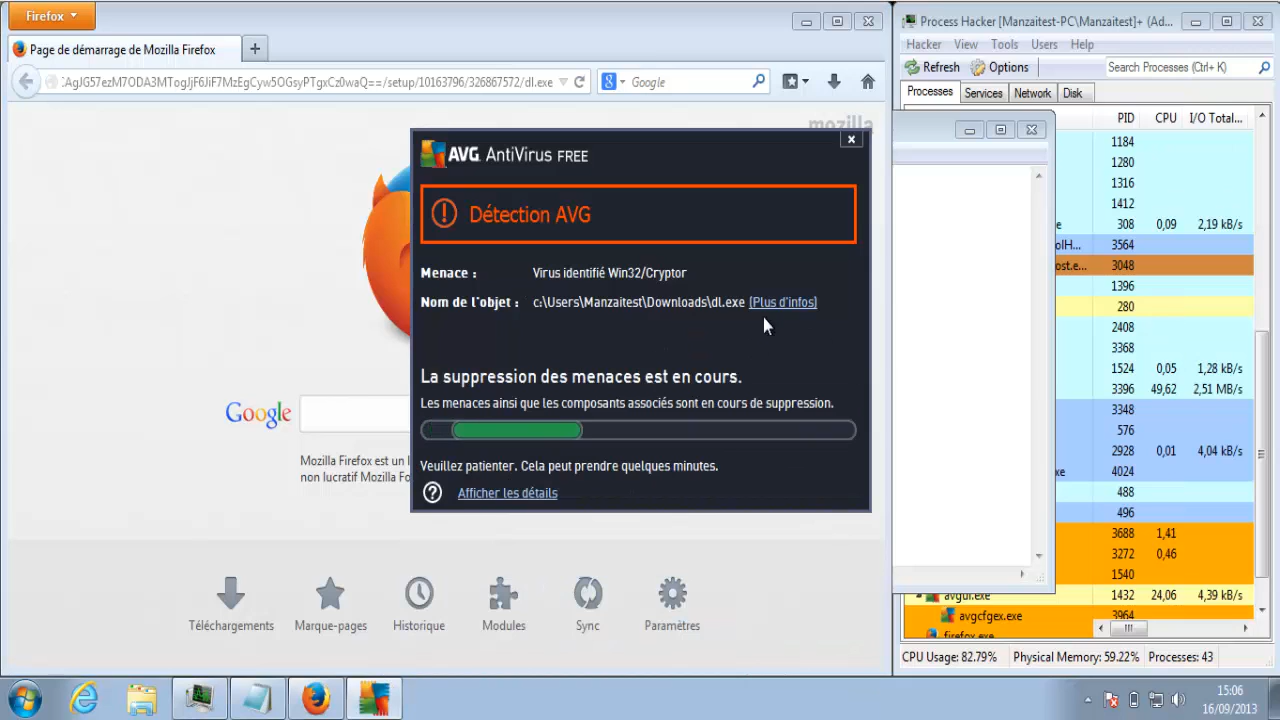 Firefox
Page de démarrage de Mozilla Firefox
/setup/10163796/326867572/dl.exe
Google
mozilla
Google
Mozilla Firefox est un
non lucratif Mozilla
Téléchargements
Marque-pages
Historique
Modules
Sync
Paramètres
AVG AntiVirus FREE
Détection AVG
Menace : Virus identifié Win32/Cryptor
Nom de l'objet : c:\Users\Manzaitest\Downloads\dl.exe [Plus d'infos]
La suppression des menaces est en cours.
Les menaces ainsi que les composants associés sont en cours de suppression.
Veuillez patienter. Cela peut prendre quelques minutes.
Afficher les détails
Process Hacker [Manzaitest-PC\Manzaitest]+ (Ad...
Hacker View Tools Users Help
Refresh Options Search Processes (Ctrl+ K)
Processes Services Network Disk
PID CPU I/O Total...
1184
1280
1316
1412
308 0,09 2,19 kB/s
3564
3048
1396
280
2408
3368
1524 0,05 1,28 kB/s
3396 49,62 2,51 MB/s
3348
576
2928 0,01 4,04 kB/s
4024
488
496
3688 1,41
3272 0,46
1540
avgui.exe 1432 24,06 4,39 kB/s
avgcfgex.exe 3964
firefox.exe
CPU Usage: 82.79% Physical Memory: 59.22% Processes: 43
15:06
16/09/2013